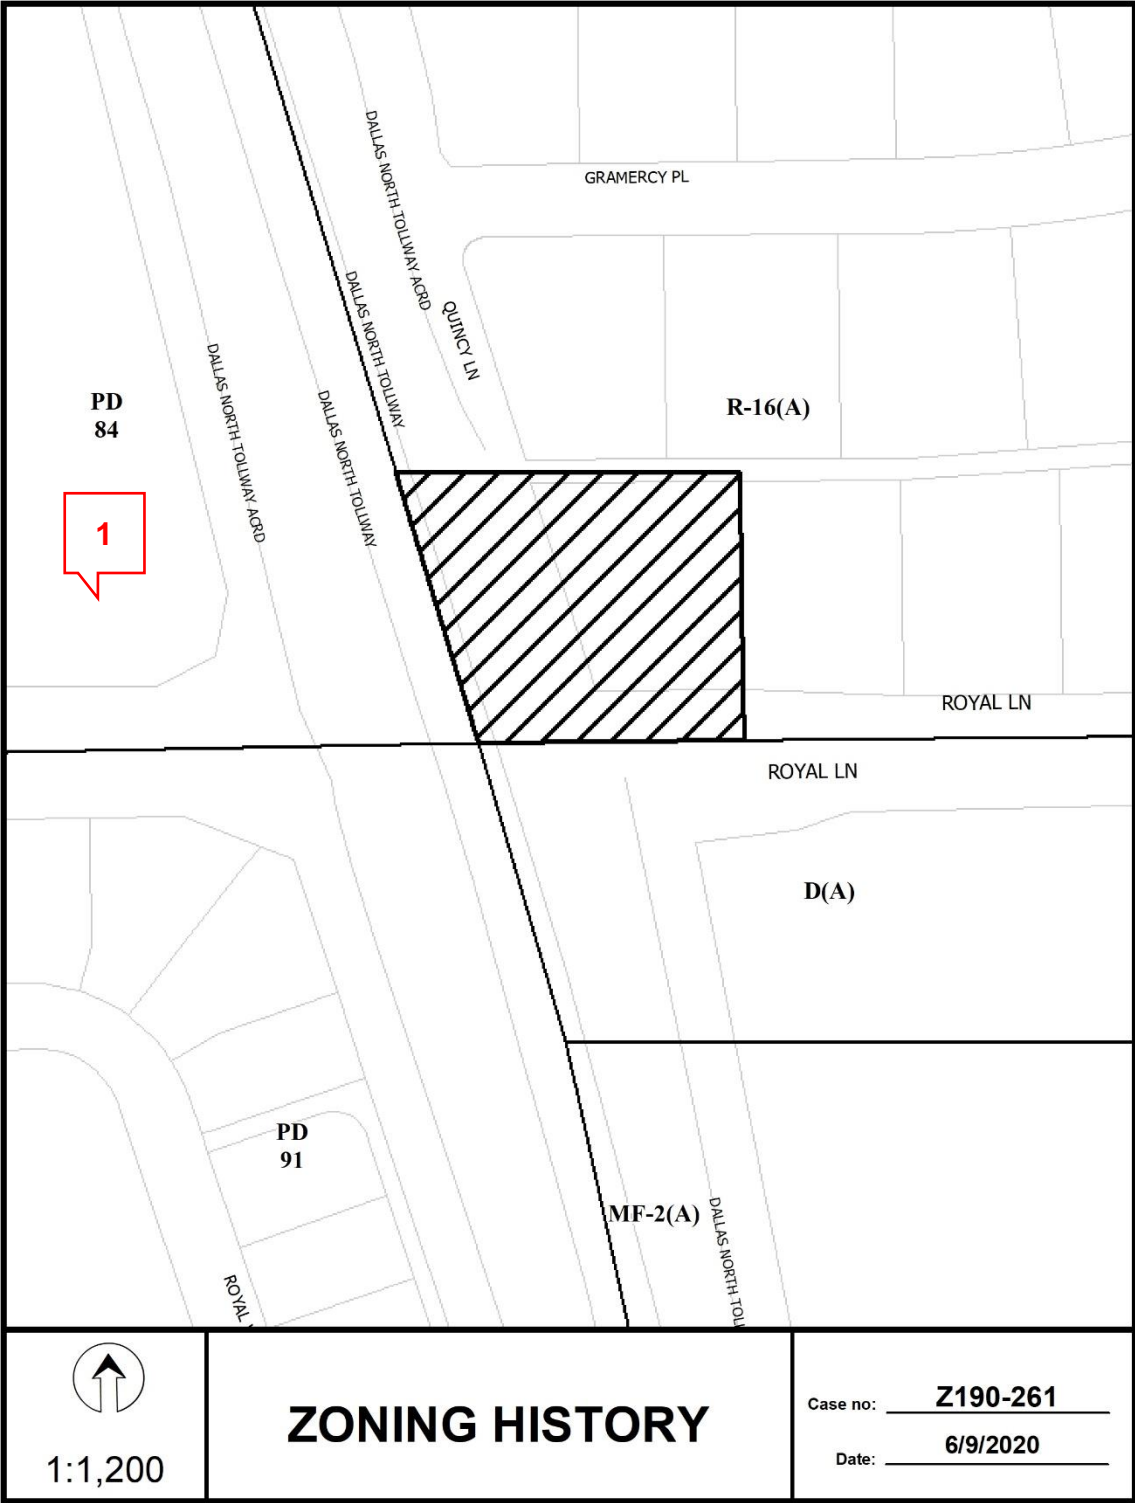 GRAMERCY PL
DALLAS NORTH TOLLWAY ACRD
DALLAS NORTH TOLLWAY
QUINCY LN
DALLAS NORTH TOLLWAY ACRD
DALLAS NORTH TOLLWAY
PD
84
R-16(A)
1
ROYAL LN
ROYAL LN
D(A)
PD
91
MF-2(A)
DALLAS NORTH TOLL
ROYAL
1:1,200
ZONING HISTORY
Case no: Z190-261
Date: 6/9/2020